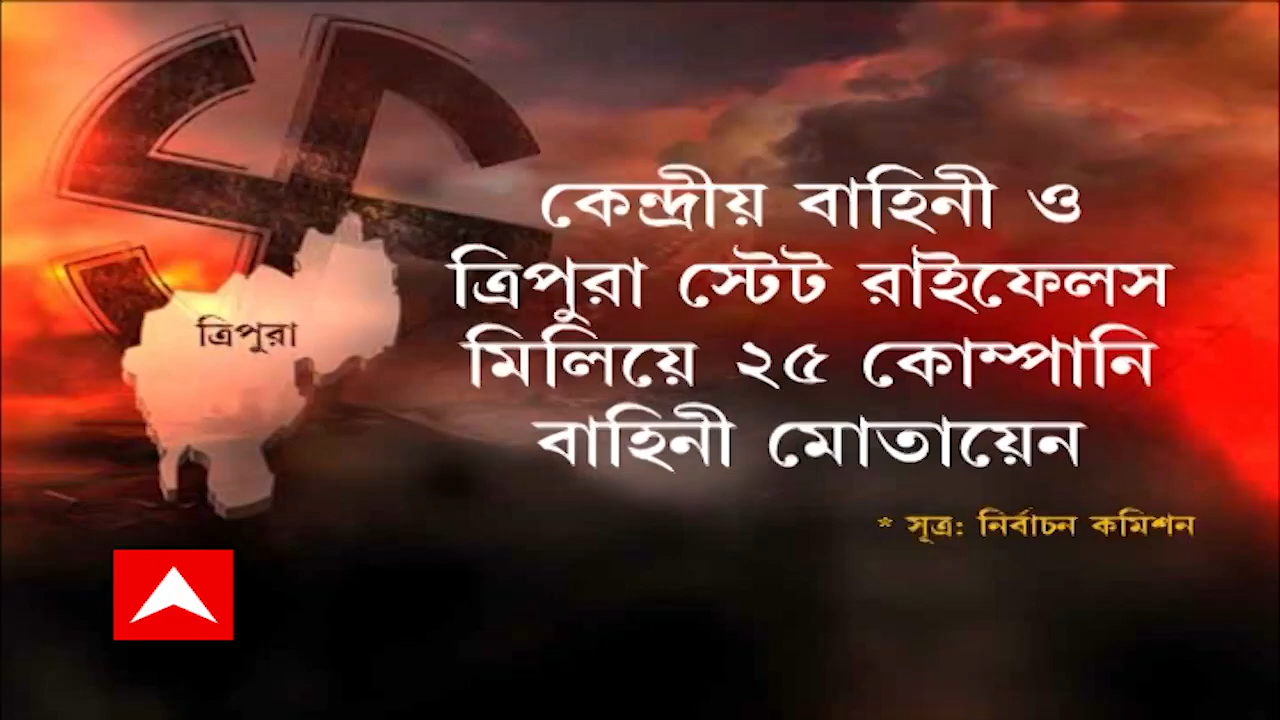 কেন্দ্রীয় বাহিনী ও
ত্রিপুরা স্টেট রাইফেলস
মিলিয়ে ২৫ কোম্পানি
বাহিনী মোতায়েন
ত্রিপুরা
* সূত্র: নির্বাচন কমিশন